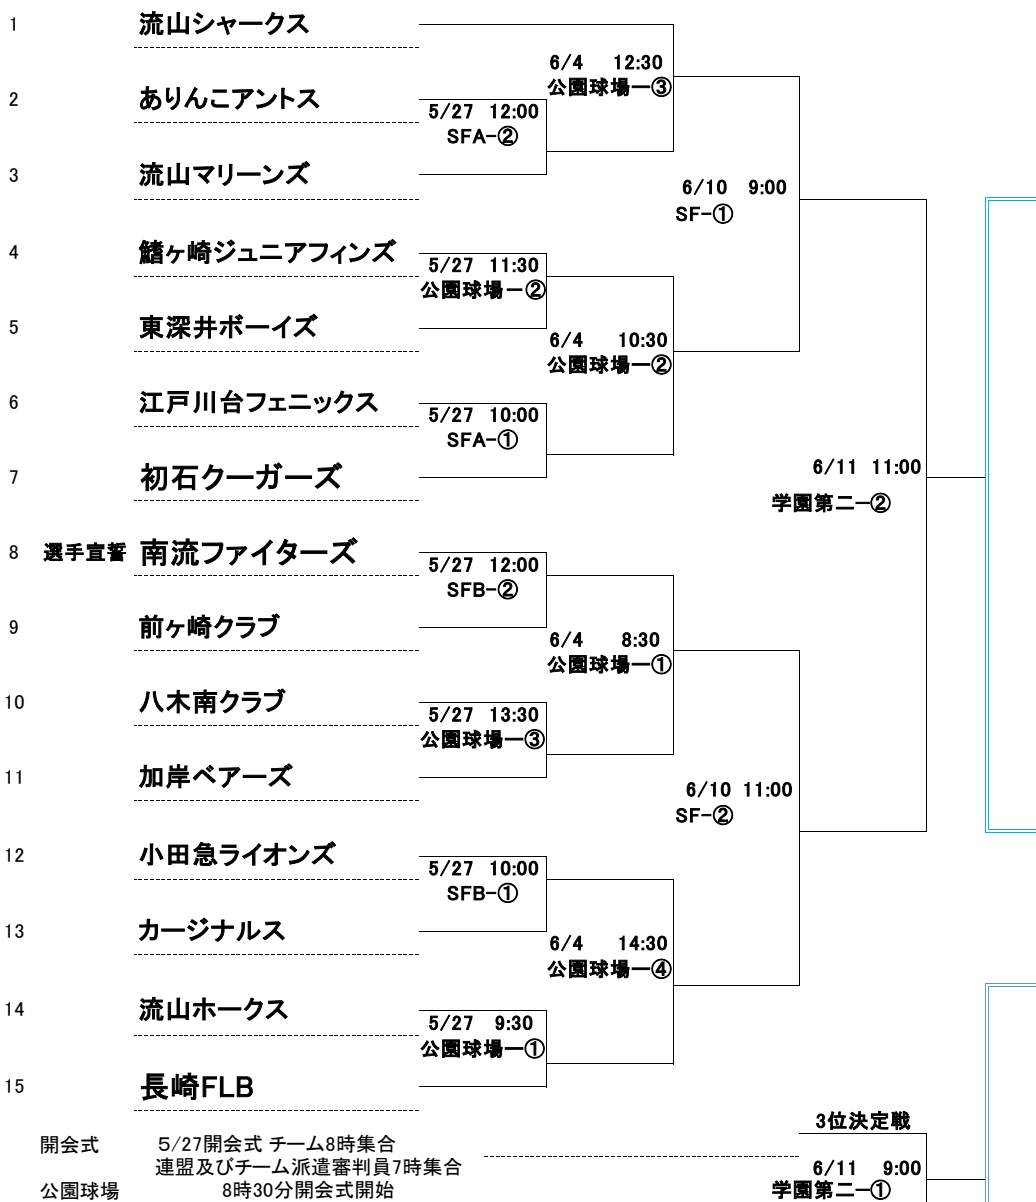 1 流山シャークス
6/4 12:30
公園球場ー③
2 ありんこアントス
5/27 12:00
SFA-②
3 流山マリーンズ
6/10 9:00
SF-①
4 鰭ヶ崎ジュニアフィンズ
5/27 11:30
公園球場ー②
5 東深井ボーイズ
6/4 10:30
公園球場ー②
6 江戸川台フェニックス
5/27 10:00
SFA-①
7 初石クーガーズ
6/11 11:00
学園第二ー②
8 選手宣誓 南流ファイターズ
5/27 12:00
SFB-②
9 前ヶ崎クラブ
6/4 8:30
公園球場ー①
10 八木南クラブ
5/27 13:30
公園球場ー③
11 加岸ベアーズ
6/10 11:00
SF-②
12 小田急ライオンズ
5/27 10:00
SFB-①
13 カージナルス
6/4 14:30
公園球場ー④
14 流山ホークス
5/27 9:30
公園球場ー①
15 長崎FLB
3位決定戦
開会式 5/27開会式 チーム8時集合
連盟及びチーム派遣審判員7時集合
6/11 9:00
公園球場 8時30分開会式開始
学園第二ー①